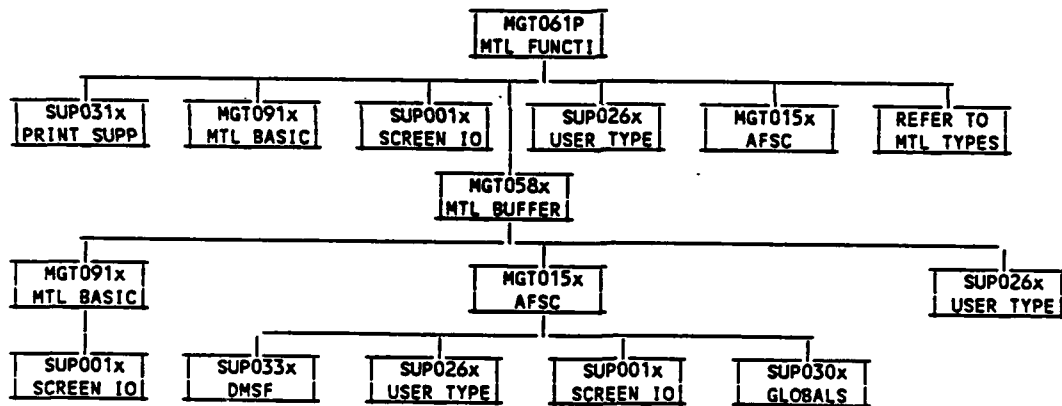 MGT061P
MTL FUNCTI
SUP031x
PRINT SUPP
MGT091x
MTL BASIC
SUP001x
SCREEN IO
SUP026x
USER TYPE
MGT015x
AFSC
REFER TO
MTL TYPES
MGT058x
MTL BUFFER
MGT091x
MTL BASIC
MGT015x
AFSC
SUP026x
USER TYPE
SUP001x
SCREEN IO
SUP033x
DMSF
SUP026x
USER TYPE
SUP001x
SCREEN IO
SUP030x
GLOBALS